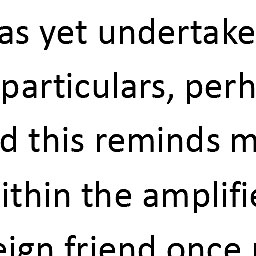 as yet undertake
particulars, perh
d this reminds m
ithin the amplifie
eign friend once